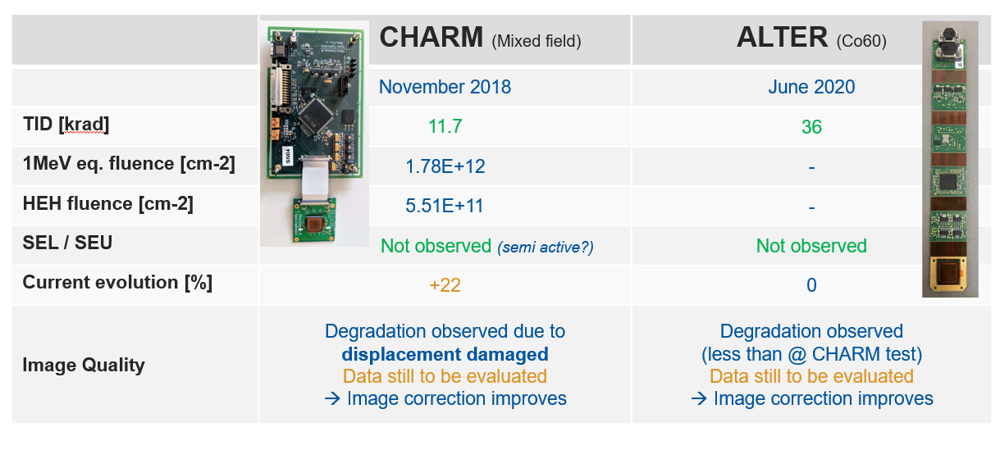 CHARM (Mixed field)
ALTER (Co60)
November 2018
June 2020
TID [krad]
11.7
36
1MeV eq. fluence [cm-2]
1.78E+12
-
HEH fluence [cm-2]
5.51E+11
-
SEL / SEU
Not observed (semi active?)
Not observed
Current evolution [%]
+22
0
Image Quality
Degradation observed due to
displacement damaged
Data still to be evaluated
→ Image correction improves
Degradation observed
(less than @ CHARM test)
Data still to be evaluated
→ Image correction improves
SN04